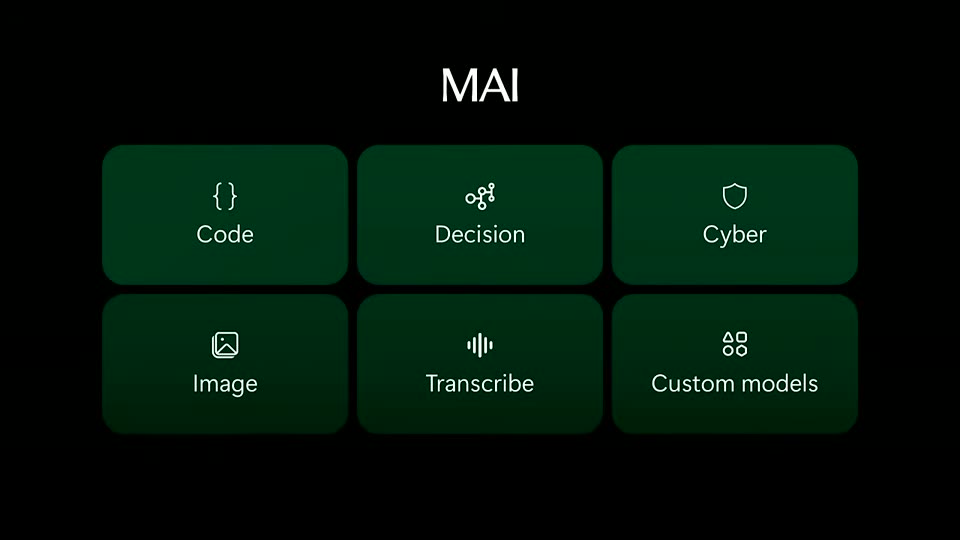 MAI
Code
Decision
Cyber
Image
Transcribe
Custom models